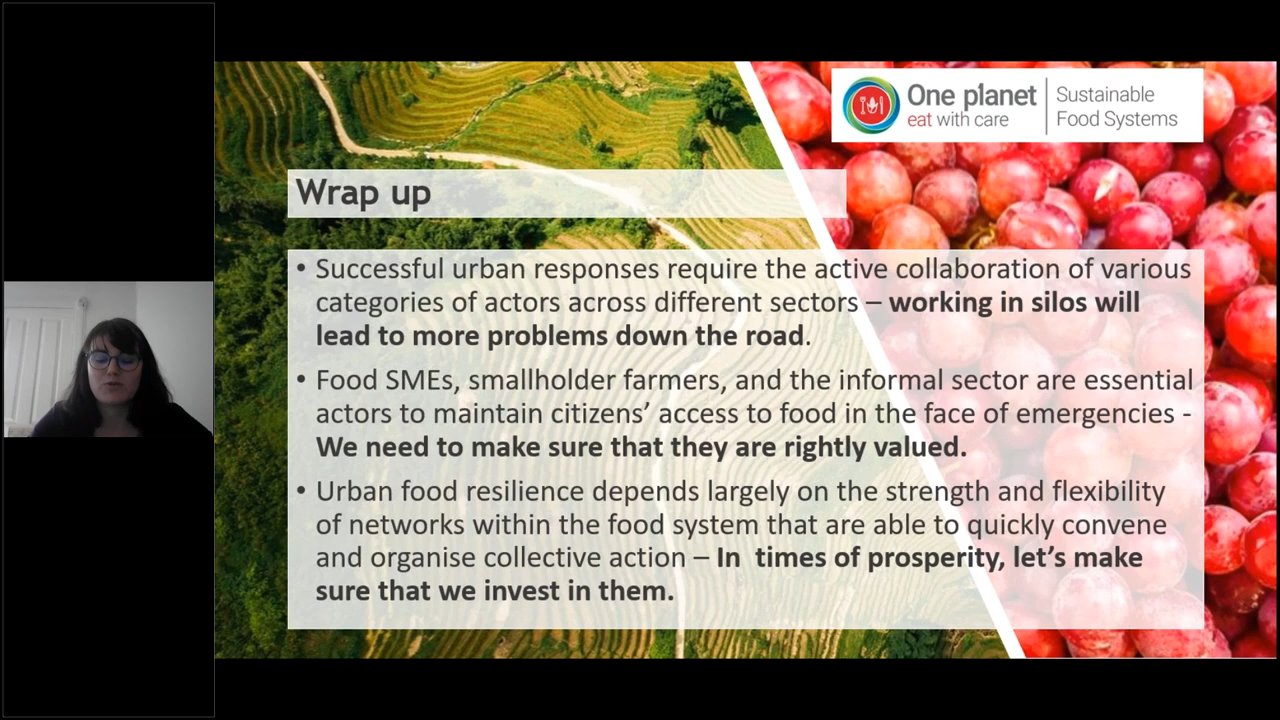 One planet
eat with care
Sustainable
Food Systems
Wrap up
• Successful urban responses require the active collaboration of various
categories of actors across different sectors – working in silos will
lead to more problems down the road.
• Food SMEs, smallholder farmers, and the informal sector are essential
actors to maintain citizens’ access to food in the face of emergencies -
We need to make sure that they are rightly valued.
• Urban food resilience depends largely on the strength and flexibility
of networks within the food system that are able to quickly convene
and organise collective action – In  times of prosperity, let’s make
sure that we invest in them.